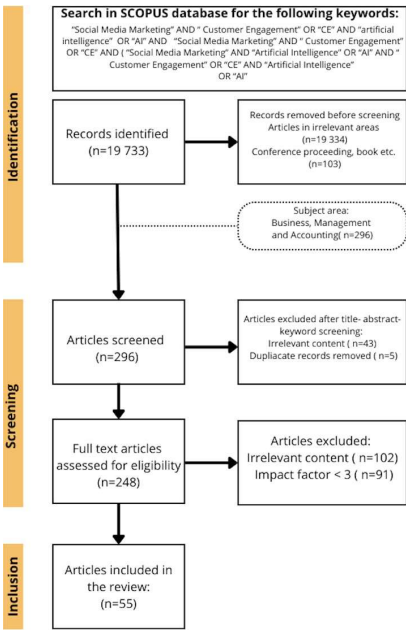 Search in SCOPUS database for the following keywords:
"Social Media Marketing" AND " Customer Engagement" OR "CE" AND "artificial
intelligence" OR "AI" AND "Social Media Marketing" AND " Customer Engagement"
OR "CE" AND ( "Social Media Marketing" AND "Artificial Intelligence" OR "AI" AND "
Customer Engagement" OR "CE" AND "Artificial Intelligence"
OR "AI"
Identification
Records identified
(n=19 733)
Records removed before screening
Articles in irrelevant areas
(n=19 334)
Conference proceeding, book etc.
(n=103)
Subject area:
Business, Management
and Accounting( n=296)
Screening
Articles screened
(n=296)
Articles excluded after title- abstract-
keyword screening:
Irrelevant content ( n=43)
Dupliacate records removed ( n=5)
Full text articles
assessed for eligibility
(n=248)
Articles excluded:
Irrelevant content ( n=102)
Impact factor < 3 ( n=91)
Inclusion
Articles included in
the review:
(n=55)